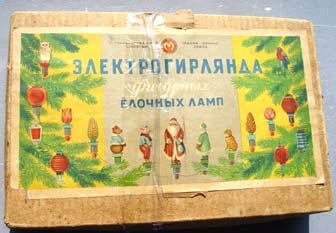 ЭЛЕКТРОГИРЛЯНДА
фигурных
ЁЛОЧНЫХ ЛАМП